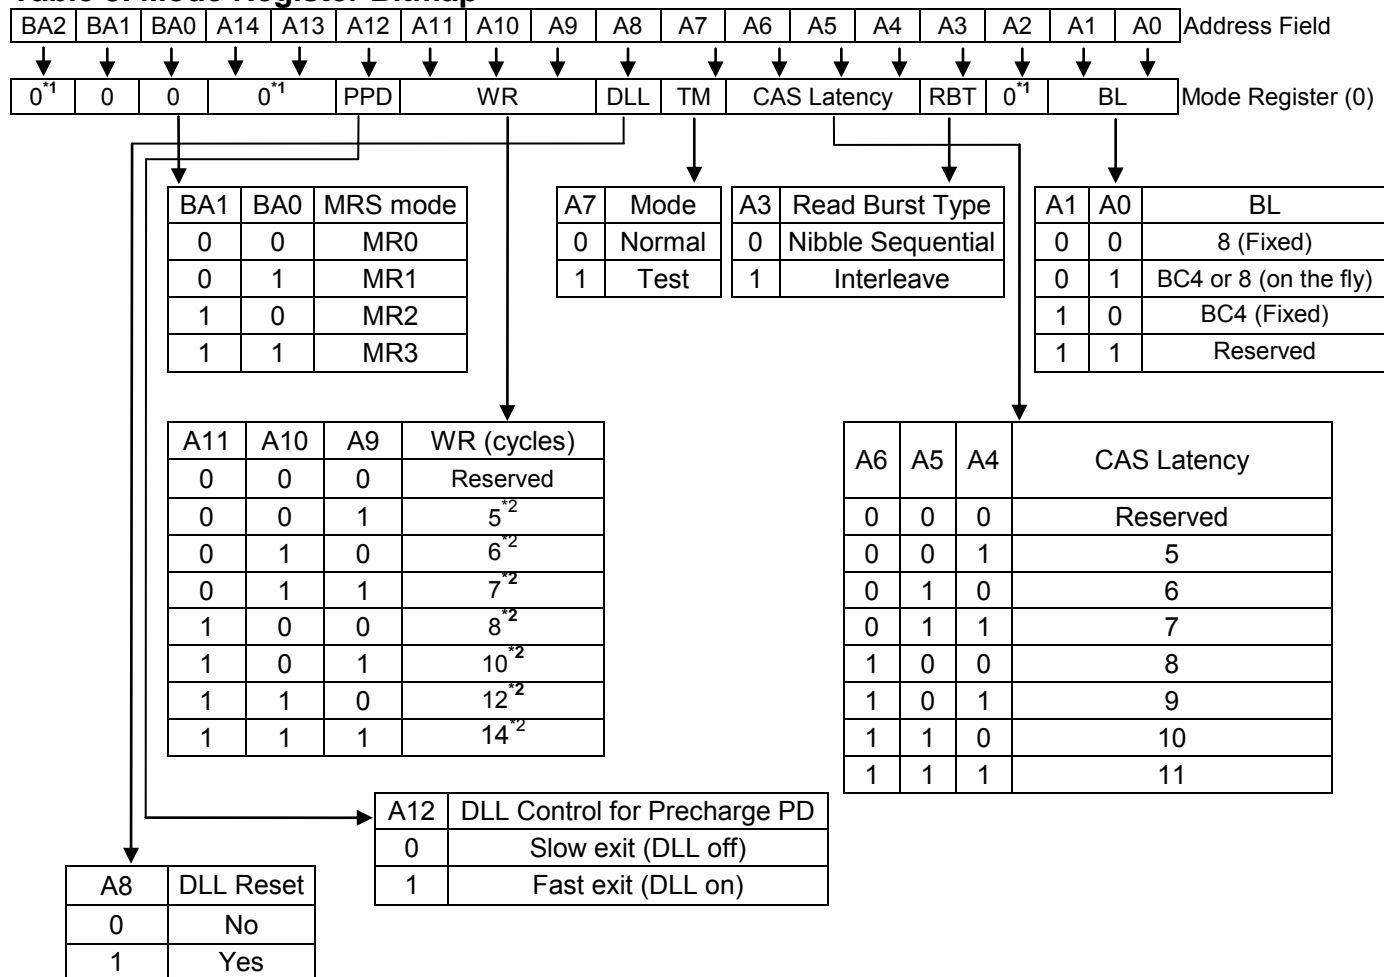 Table 3. Mode Register Bitmap
BA2 BA1 BA0 A14 A13 A12 A11 A10 A9 A8 A7 A6 A5 A4 A3 A2 A1 A0 Address Field
0*1 0 0 0*1 PPD WR DLL TM CAS Latency RBT 0*1 BL Mode Register (0)
BA1 BA0 MRS mode
0 0 MR0
0 1 MR1
1 0 MR2
1 1 MR3
A7 Mode
0 Normal
1 Test
A3 Read Burst Type
0 Nibble Sequential
1 Interleave
A1 A0 BL
0 0 8 (Fixed)
0 1 BC4 or 8 (on the fly)
1 0 BC4 (Fixed)
1 1 Reserved
A11 A10 A9 WR (cycles)
0 0 0 Reserved
0 0 1 5*2
0 1 0 6*2
0 1 1 7*2
1 0 0 8*2
1 0 1 10*2
1 1 0 12*2
1 1 1 14*2
A6 A5 A4 CAS Latency
0 0 0 Reserved
0 0 1 5
0 1 0 6
0 1 1 7
1 0 0 8
1 0 1 9
1 1 0 10
1 1 1 11
A12 DLL Control for Precharge PD
0 Slow exit (DLL off)
1 Fast exit (DLL on)
A8 DLL Reset
0 No
1 Yes